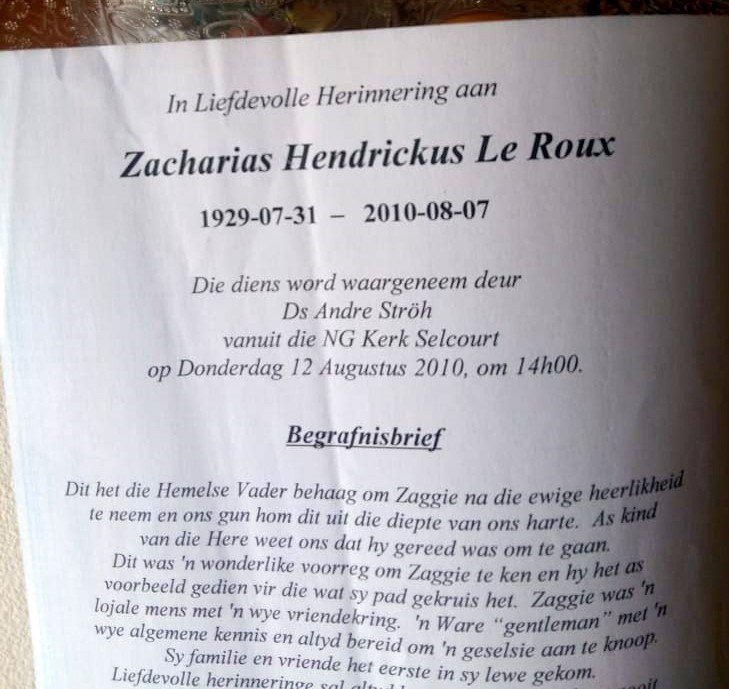 In Liefdevolle Herinnering aan
Zacharias Hendrickus Le Roux
1929-07-31 – 2010-08-07
Die diens word waargeneem deur
Ds Andre Ströh
vanuit die NG Kerk Selcourt
op Donderdag 12 Augustus 2010, om 14h00.
Begrafnisbrief
Dit het die Hemelse Vader behaag om Zaggie na die ewige heerlikheid
te neem en ons gun hom dit uit die diepte van ons harte. As kind
van die Here weet ons dat hy gereed was om te gaan.
Dit was 'n wonderlike voorreg om Zaggie te ken en hy het as
voorbeeld gedien vir die wat sy pad gekruis het. Zaggie was 'n
lojale mens met 'n wye vriendekring. 'n Ware “gentleman” met 'n
wye algemene kennis en altyd bereid om 'n geselsie aan te knoop.
Sy familie en vriende het eerste in sy lewe gekom.
Liefdevolle herinneringe sal